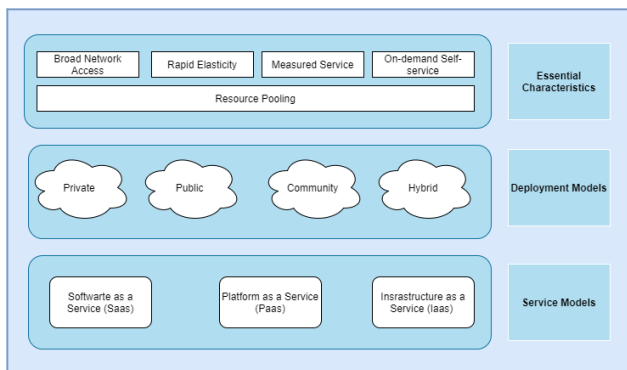 Broad Network
Access
Rapid Elasticity
Measured Service
On-demand Self-
service
Resource Pooling
Essential
Characteristics
Private
Public
Community
Hybrid
Deployment Models
Softwarte as a
Service (Saas)
Platform as a Service
(Paas)
Insrastructure as a
Service (Iaas)
Service Models